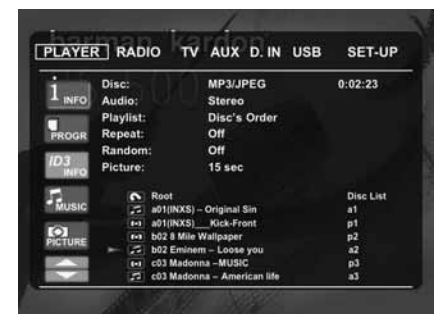 harman kardon
PLAYER RADIO TV AUX D. IN USB SET-UP
i INFO
Disc: MP3/JPEG 0:02:23
Audio: Stereo
PROGR
Playlist: Disc's Order
Repeat: Off
ID3 INFO
Random: Off
Picture: 15 sec
MUSIC
Root Disc List
a01(INXS) – Original Sin a1
a01(INXS)___Kick-Front p1
PICTURE
b02 8 Mile Wallpaper p2
b02 Eminem – Loose you a2
c03 Madonna –MUSIC p3
c03 Madonna – American life a3